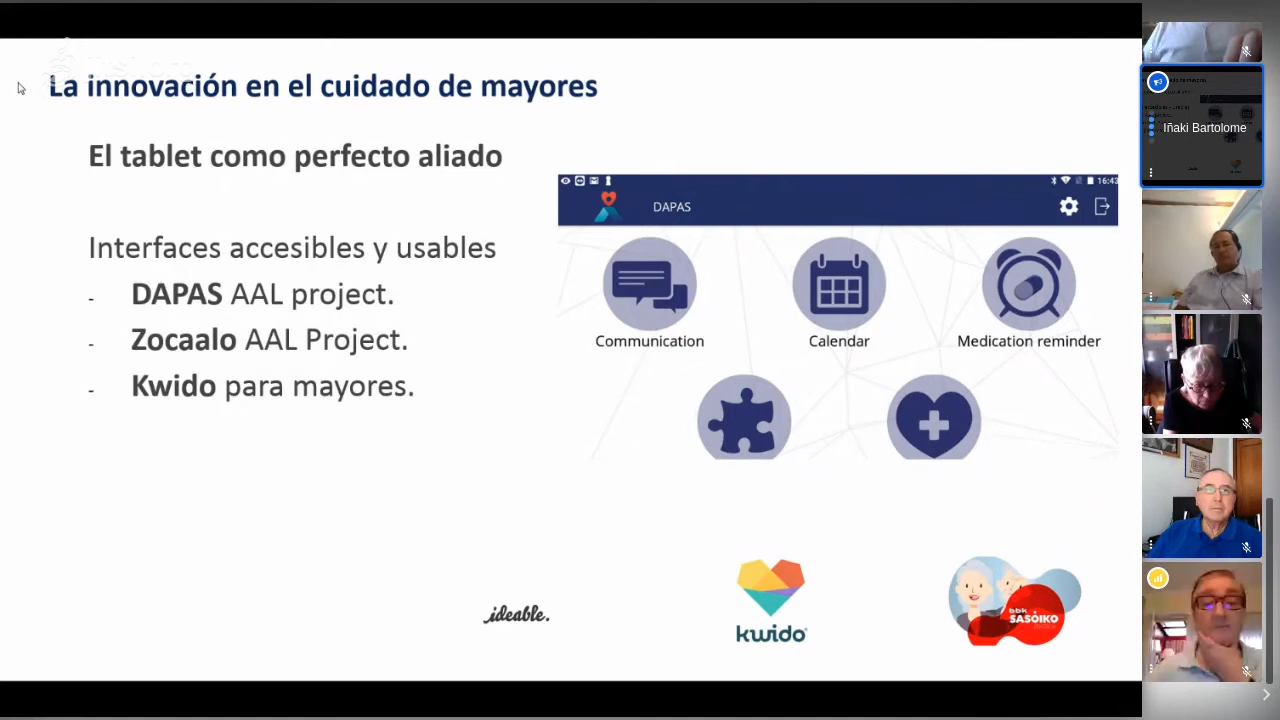 La innovación en el cuidado de mayores
El tablet como perfecto aliado
Interfaces accesibles y usables
- DAPAS AAL project.
- Zocaalo AAL Project.
- Kwido para mayores.
16:43
DAPAS
Communication
Calendar
Medication reminder
ideable.
kwido
bbk
SASOIKO
Iñaki Bartolome